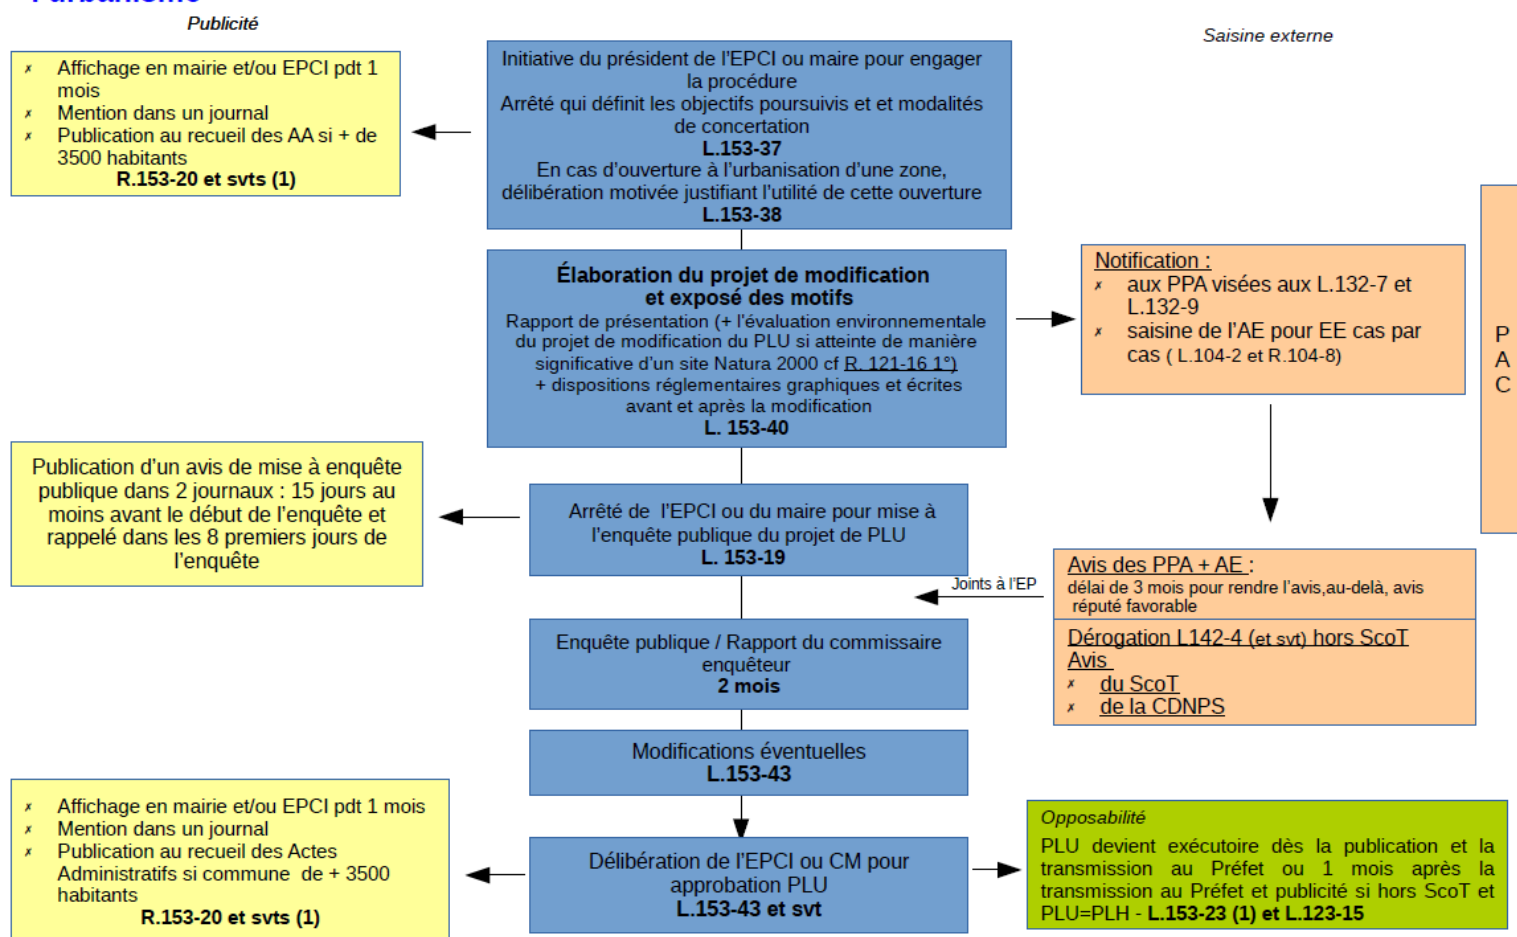 l'urbanisme
Publicité
Saisine externe
✗ Affichage en mairie et/ou EPCI pdt 1
mois
✗ Mention dans un journal
✗ Publication au recueil des AA si + de
3500 habitants
R.153-20 et svts (1)
Initiative du président de l'EPCI ou maire pour engager
la procédure
Arrêté qui définit les objectifs poursuivis et et modalités
de concertation
L.153-37
En cas d'ouverture à l'urbanisation d'une zone,
délibération motivée justifiant l'utilité de cette ouverture
L.153-38
Élaboration du projet de modification
et exposé des motifs
Rapport de présentation (+ l'évaluation environnementale
du projet de modification du PLU si atteinte de manière
significative d'un site Natura 2000 cf R. 121-16 1°)
+ dispositions réglementaires graphiques et écrites
avant et après la modification
L. 153-40
Notification :
✗ aux PPA visées aux L.132-7 et
L.132-9
✗ saisine de l'AE pour EE cas par
cas ( L.104-2 et R.104-8)
P
A
C
Publication d'un avis de mise à enquête
publique dans 2 journaux : 15 jours au
moins avant le début de l'enquête et
rappelé dans les 8 premiers jours de
l'enquête
Arrêté de l'EPCI ou du maire pour mise à
l'enquête publique du projet de PLU
L. 153-19
Joints à l'EP
Avis des PPA + AE :
délai de 3 mois pour rendre l'avis,au-delà, avis
réputé favorable
Dérogation L142-4 (et svt) hors ScoT
Avis
✗ du ScoT
✗ de la CDNPS
Enquête publique / Rapport du commissaire
enquêteur
2 mois
Modifications éventuelles
L.153-43
✗ Affichage en mairie et/ou EPCI pdt 1 mois
✗ Mention dans un journal
✗ Publication au recueil des Actes
Administratifs si commune de + 3500
habitants
R.153-20 et svts (1)
Délibération de l'EPCI ou CM pour
approbation PLU
L.153-43 et svt
Opposabilité
PLU devient exécutoire dès la publication et la
transmission au Préfet ou 1 mois après la
transmission au Préfet et publicité si hors ScoT et
PLU=PLH - L.153-23 (1) et L.123-15